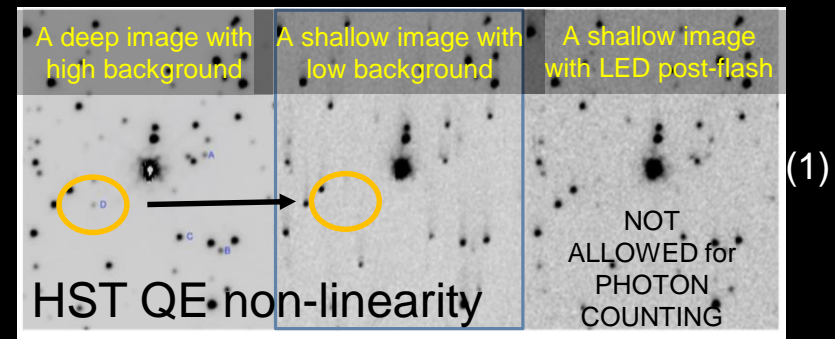 A deep image with
high background
A shallow image with
low background
A shallow image
with LED post-flash
A
D
C
B
(1)
NOT
ALLOWED for
PHOTON
COUNTING
HST QE non-linearity